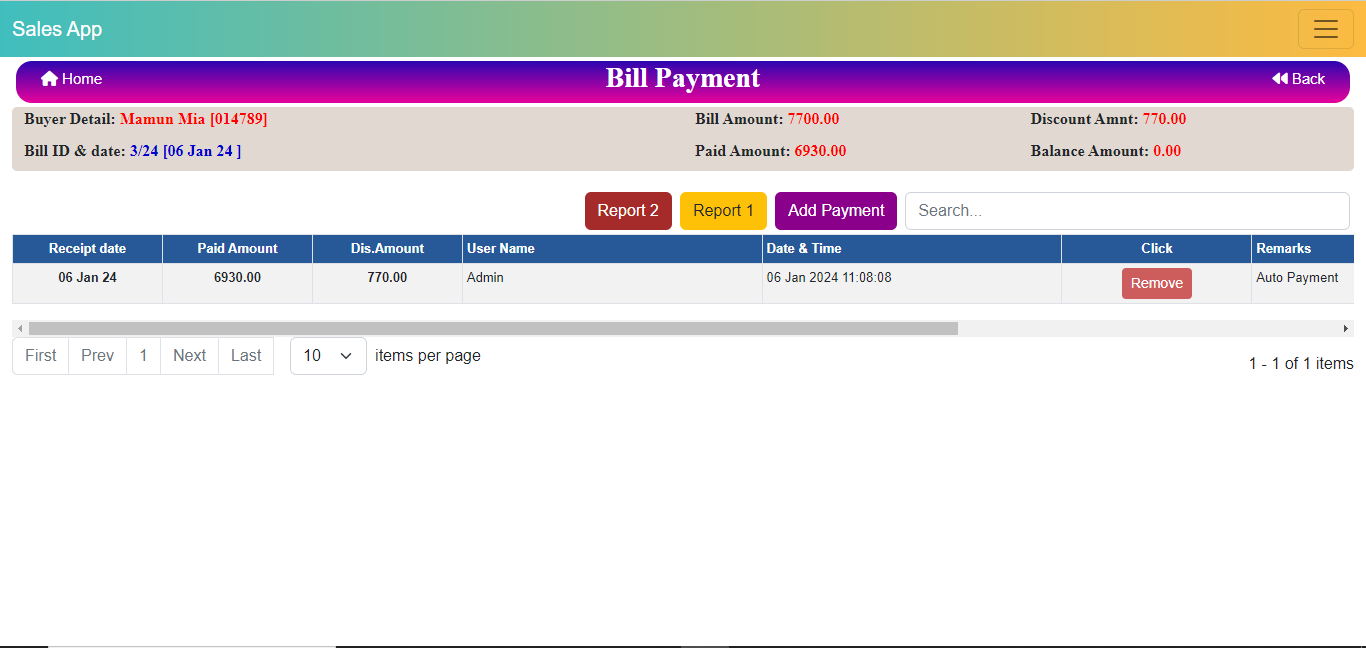 Sales App
Home Bill Payment Back
Buyer Detail: Mamun Mia [014789] Bill Amount: 7700.00 Discount Amnt: 770.00
Bill ID & date: 3/24 [06 Jan 24 ] Paid Amount: 6930.00 Balance Amount: 0.00
Report 2 Report 1 Add Payment Search...
Receipt date Paid Amount Dis.Amount User Name Date & Time Click Remarks
06 Jan 24 6930.00 770.00 Admin 06 Jan 2024 11:08:08 Remove Auto Payment
First Prev 1 Next Last 10 items per page 1 - 1 of 1 items